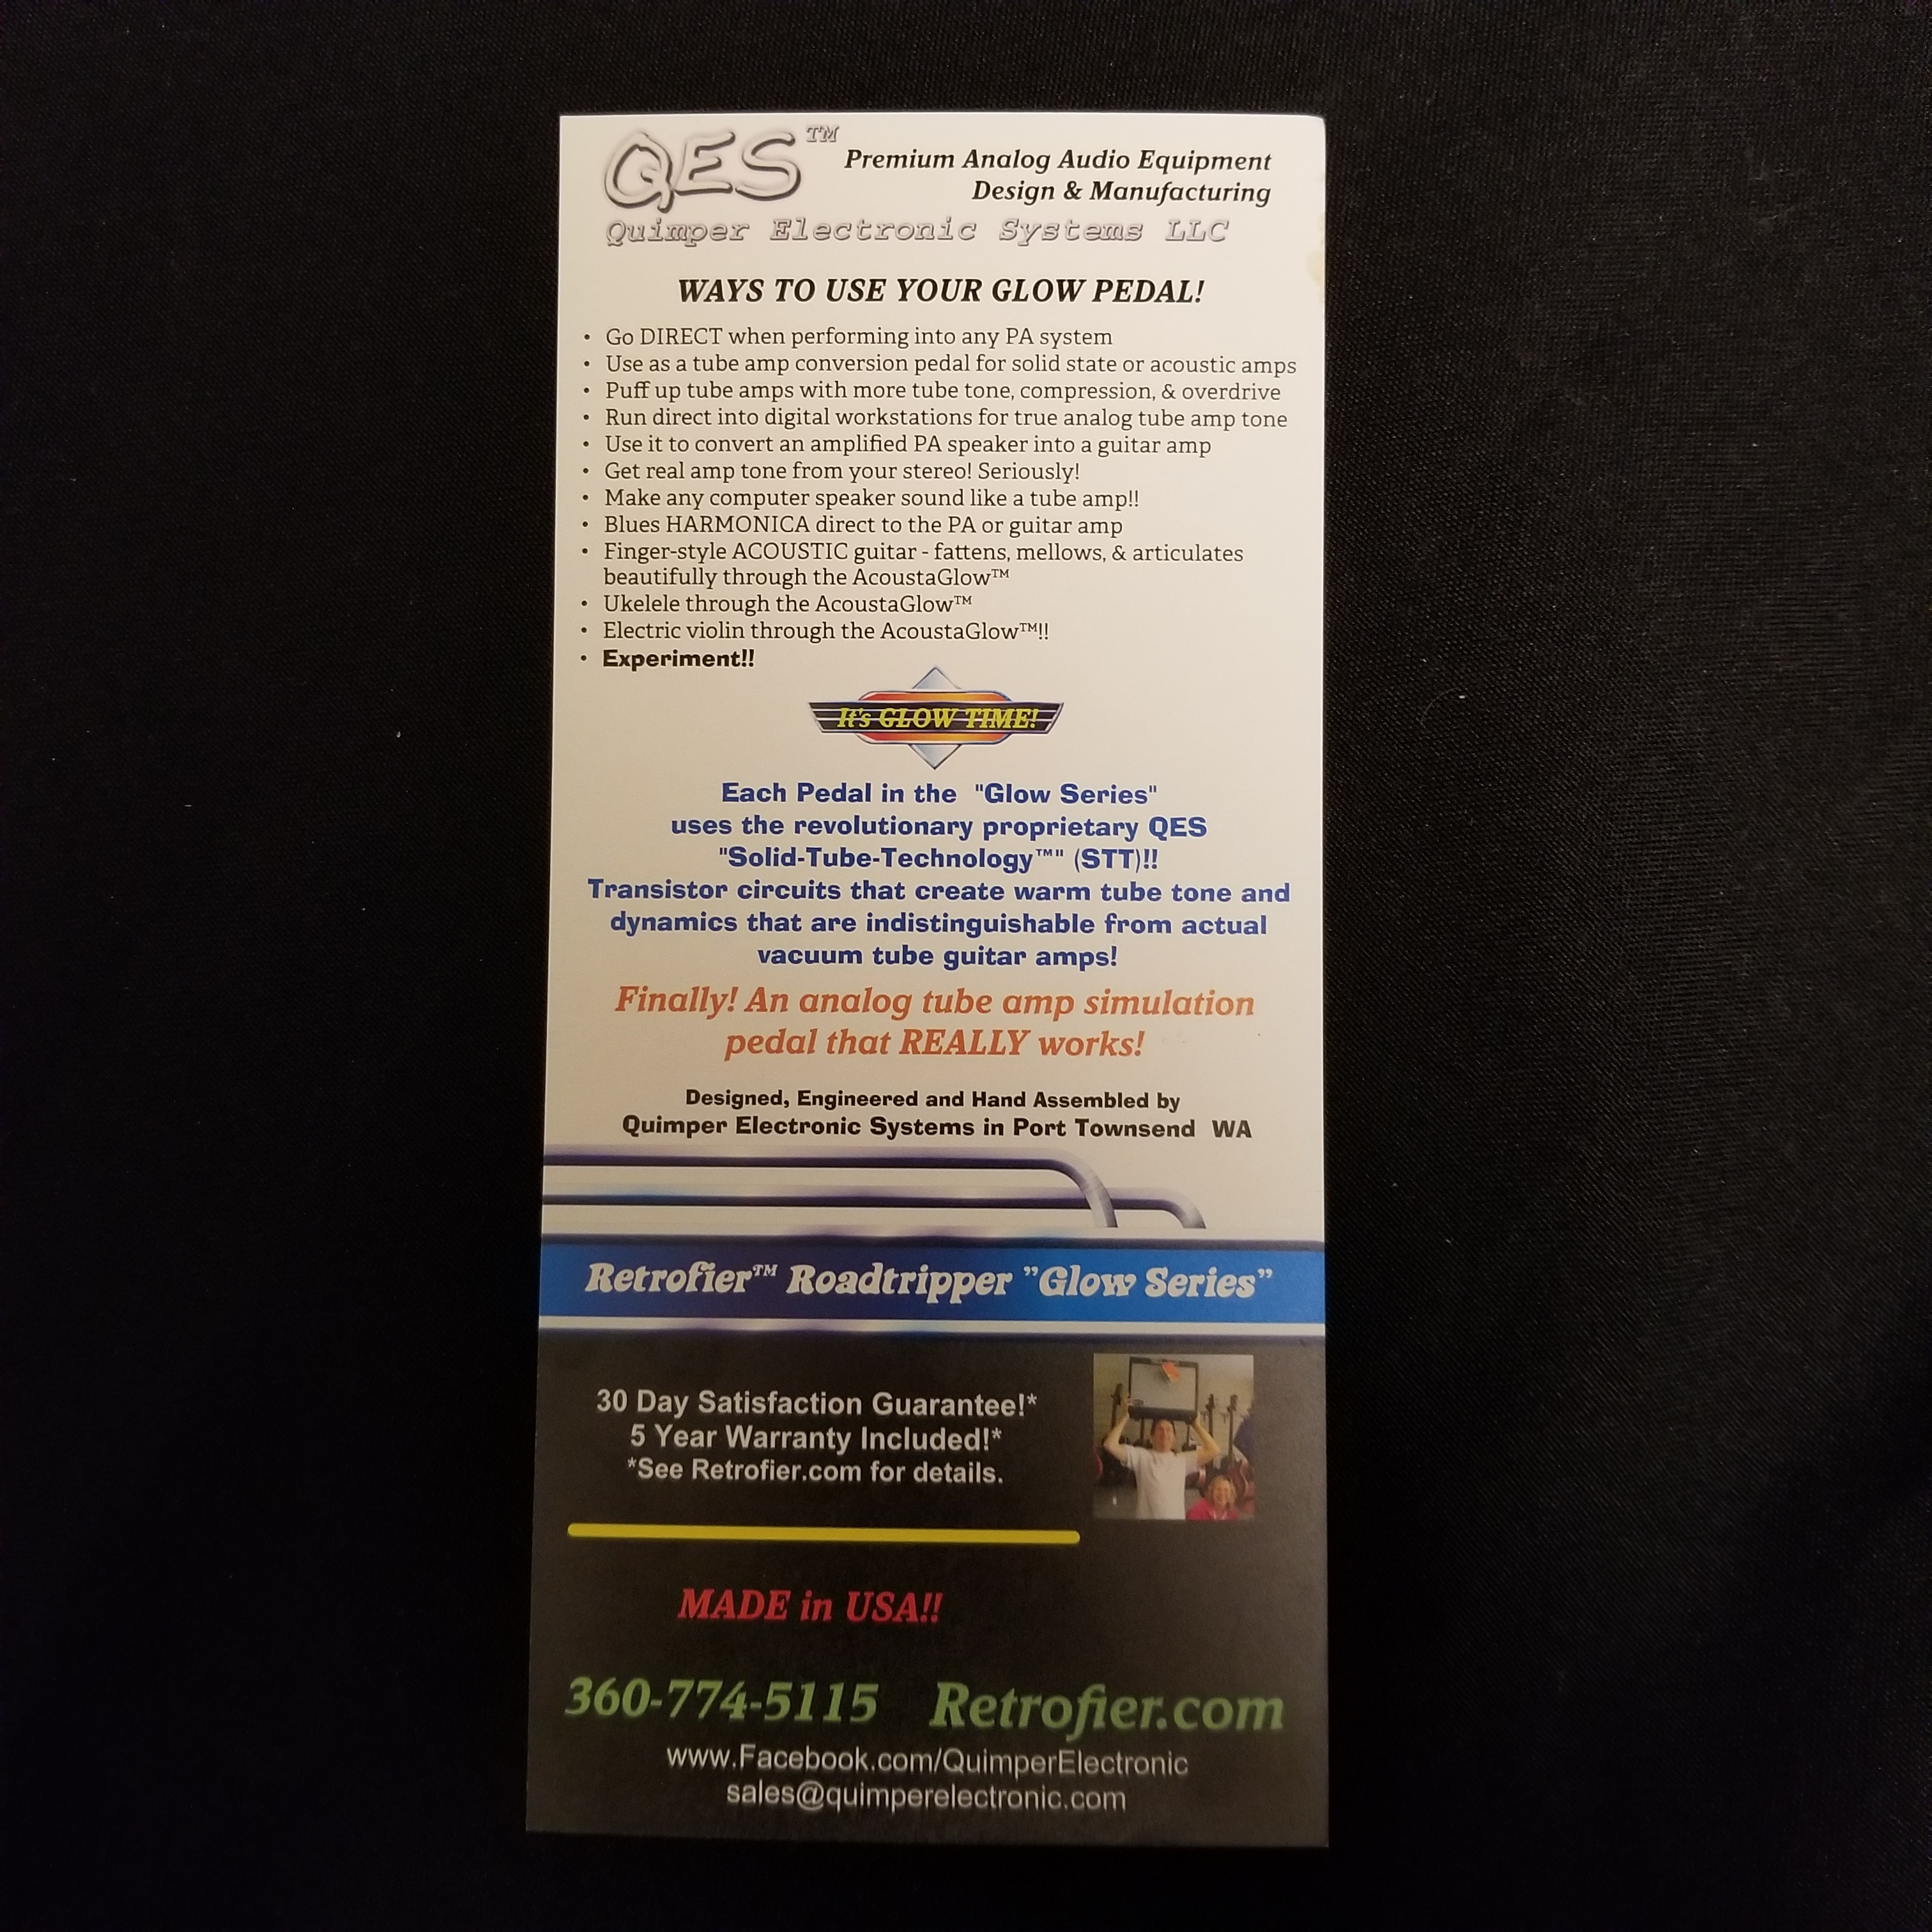 QES™
Premium Analog Audio Equipment
Design & Manufacturing
Quimper Electronic Systems LLC
WAYS TO USE YOUR GLOW PEDAL!
• Go DIRECT when performing into any PA system
• Use as a tube amp conversion pedal for solid state or acoustic amps
• Puff up tube amps with more tube tone, compression, & overdrive
• Run direct into digital workstations for true analog tube amp tone
• Use it to convert an amplified PA speaker into a guitar amp
• Get real amp tone from your stereo! Seriously!
• Make any computer speaker sound like a tube amp!!
• Blues HARMONICA direct to the PA or guitar amp
• Finger-style ACOUSTIC guitar - fattens, mellows, & articulates
beautifully through the AcoustaGlow™
• Ukelele through the AcoustaGlow™
• Electric violin through the AcoustaGlow™!!
• Experiment!!
It's GLOW TIME!
Each Pedal in the "Glow Series"
uses the revolutionary proprietary QES
"Solid-Tube-Technology™" (STT)!!
Transistor circuits that create warm tube tone and
dynamics that are indistinguishable from actual
vacuum tube guitar amps!
Finally! An analog tube amp simulation
pedal that REALLY works!
Designed, Engineered and Hand Assembled by
Quimper Electronic Systems in Port Townsend WA
Retrofier™ Roadtripper ”Glow Series”
30 Day Satisfaction Guarantee!*
5 Year Warranty Included!*
*See Retrofier.com for details.
MADE in USA!!
360-774-5115 Retrofier.com
www.Facebook.com/QuimperElectronic
sales@quimperelectronic.com